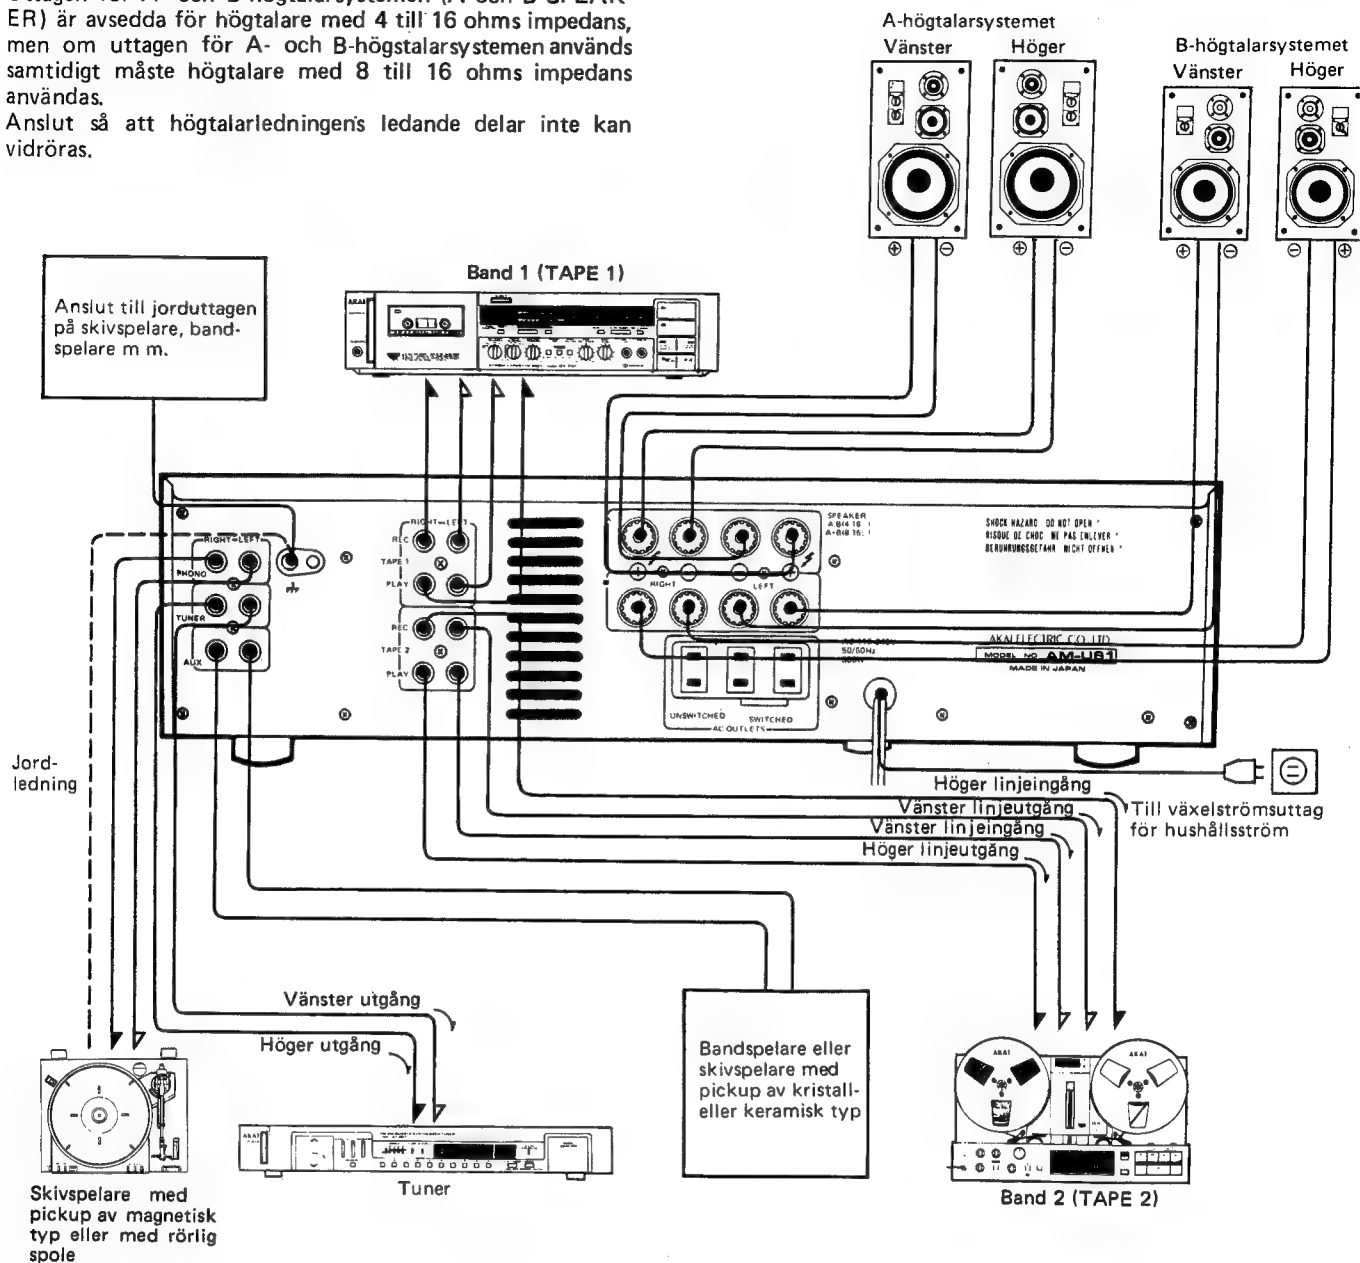 ER) är avsedda för högtalare med 4 till 16 ohms impedans,
men om uttagen för A- och B-högstalarsystemen används
samtidigt måste högtalare med 8 till 16 ohms impedans
användas.
Anslut så att högtalarledningens ledande delar inte kan
vidröras.
A-högtalarsystemet
Vänster Höger
B-högtalarsystemet
Vänster Höger
Band 1 (TAPE 1)
AKAI
Anslut till jorduttagen
på skivspelare, band-
spelare m m.
RIGHT LEFT
PHONO
TUNER
AUX
RIGHT LEFT
REC
TAPE 1
PLAY
REC
TAPE 2
PLAY
SPEAKER
RIGHT LEFT
SHOCK HAZARD DO NOT OPEN
RISQUE DE CHOC NE PAS ENLEVER
BERUHRUNGSGEFAHR NICHT OFFNEN
50/60Hz
UNSWITCHED SWITCHED
AC OUTLETS
AKAI ELECTRIC CO. LTD.
MODEL NO AM-U61
MADE IN JAPAN
Jord-
ledning
Höger linjeingång
Vänster linjeutgång
Vänster linjeingång
Höger linjeutgång
Till växelströmsuttag
för hushållsström
Vänster utgång
Höger utgång
Bandspelare eller
skivspelare med
pickup av kristall-
eller keramisk typ
AKAI AKAI
AKAI
Skivspelare med
pickup av magnetisk
typ eller med rörlig
spole
Tuner
Band 2 (TAPE 2)